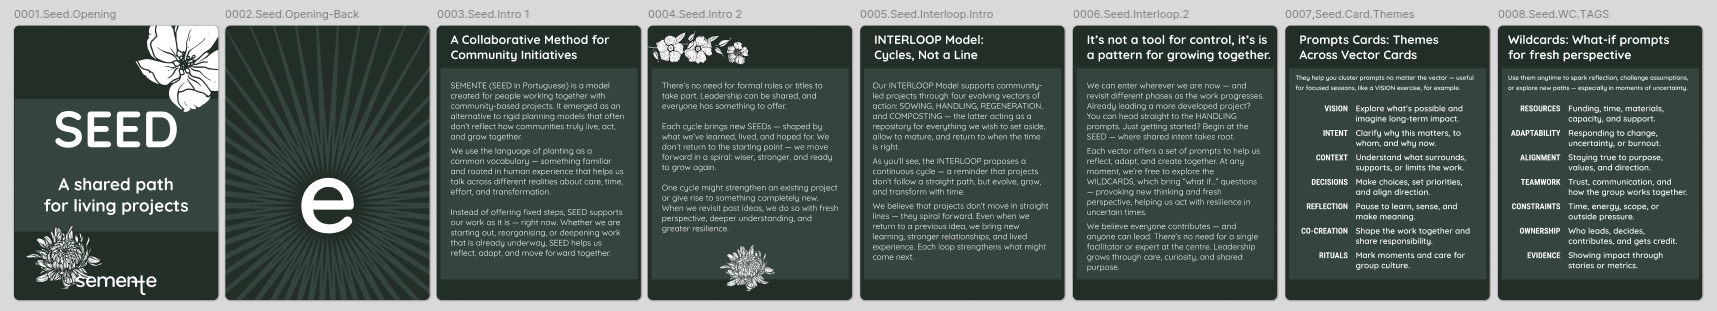 0001.Seed.Opening
SEED
A shared path
for living projects
semente
0002.Seed.Opening-Back
e
0003.Seed.Intro 1
A Collaborative Method for
Community Initiatives
SEMENTE (SEED in Portuguese) is a model
created for people working together with
community-based projects. It emerged as an
alternative to rigid planning models that often
don't reflect how communities truly live, act,
and grow together.
We use the language of planting as a
common vocabulary — something familiar
and rooted in human experience that helps us
talk across different realities about care, time,
effort, and transformation.
Instead of offering fixed steps, SEED supports
our work as it is — right now. Whether we are
starting out, reorganising, or deepening work
that is already underway, SEED helps us
reflect, adapt, and move forward together.
0004.Seed.Intro 2
There's no need for formal roles or titles to
take part. Leadership can be shared, and
everyone has something to offer.
Each cycle brings new SEEDs — shaped by
what we've learned, lived, and hoped for. We
don't return to the starting point — we move
forward in a spiral: wiser, stronger, and ready
to grow again.
One cycle might strengthen an existing project
or give rise to something completely new.
When we revisit past ideas, we do so with fresh
perspective, deeper understanding, and
greater resilience.
0005.Seed.Interloop.Intro
INTERLOOP Model:
Cycles, Not a Line
Our INTERLOOP Model supports community-
led projects through four evolving vectors of
action: SOWING, HANDLING, REGENERATION,
and COMPOSTING — the latter acting as a
repository for everything we wish to set aside,
allow to mature, and return to when the time
is right.
As you'll see, the INTERLOOP proposes a
continuous cycle — a reminder that projects
don't follow a straight path, but evolve, grow,
and transform with time.
We believe that projects don't move in straight
lines — they spiral forward. Even when we
return to a previous idea, we bring new
learning, stronger relationships, and lived
experience. Each loop strengthens what might
come next.
0006.Seed.Interloop.2
It's not a tool for control, it's is
a pattern for growing together.
We can enter wherever we are now — and
revisit different phases as the work progresses.
Already leading a more developed project?
You can head straight to the HANDLING
prompts. Just getting started? Begin at the
SEED — where shared intent takes root.
Each vector offers a set of prompts to help us
reflect, adapt, and create together. At any
moment, we're free to explore the
WILDCARDS, which bring "what if..." questions
— provoking new thinking and fresh
perspective, helping us act with resilience in
uncertain times.
We believe everyone contributes — and
anyone can lead. There's no need for a single
facilitator or expert at the centre. Leadership
grows through care, curiosity, and shared
purpose.
0007,Seed.Card.Themes
Prompts Cards: Themes
Across Vector Cards
They help you cluster prompts no matter the vector — useful
for focused sessions, like a VISION exercise, for example.
VISION Explore what's possible and
imagine long-term impact.
INTENT Clarify why this matters, to
whom, and why now.
CONTEXT Understand what surrounds,
supports, or limits the work.
DECISIONS Make choices, set priorities,
and align direction.
REFLECTION Pause to learn, sense, and
make meaning.
CO-CREATION Shape the work together and
share responsibility.
RITUALS Mark moments and care for
group culture.
0008.Seed.WC.TAGS
Wildcards: What-if prompts
for fresh perspective
Use them anytime to spark reflection, challenge assumptions,
or explore new paths — especially in moments of uncertainty.
RESOURCES Funding, time, materials,
capacity, and support.
ADAPTABILITY Responding to change,
uncertainty, or burnout.
ALIGNMENT Staying true to purpose,
values, and direction.
TEAMWORK Trust, communication, and
how the group works together.
CONSTRAINTS Time, energy, scope, or
outside pressure.
OWNERSHIP Who leads, decides,
contributes, and gets credit.
EVIDENCE Showing impact through
stories or metrics.